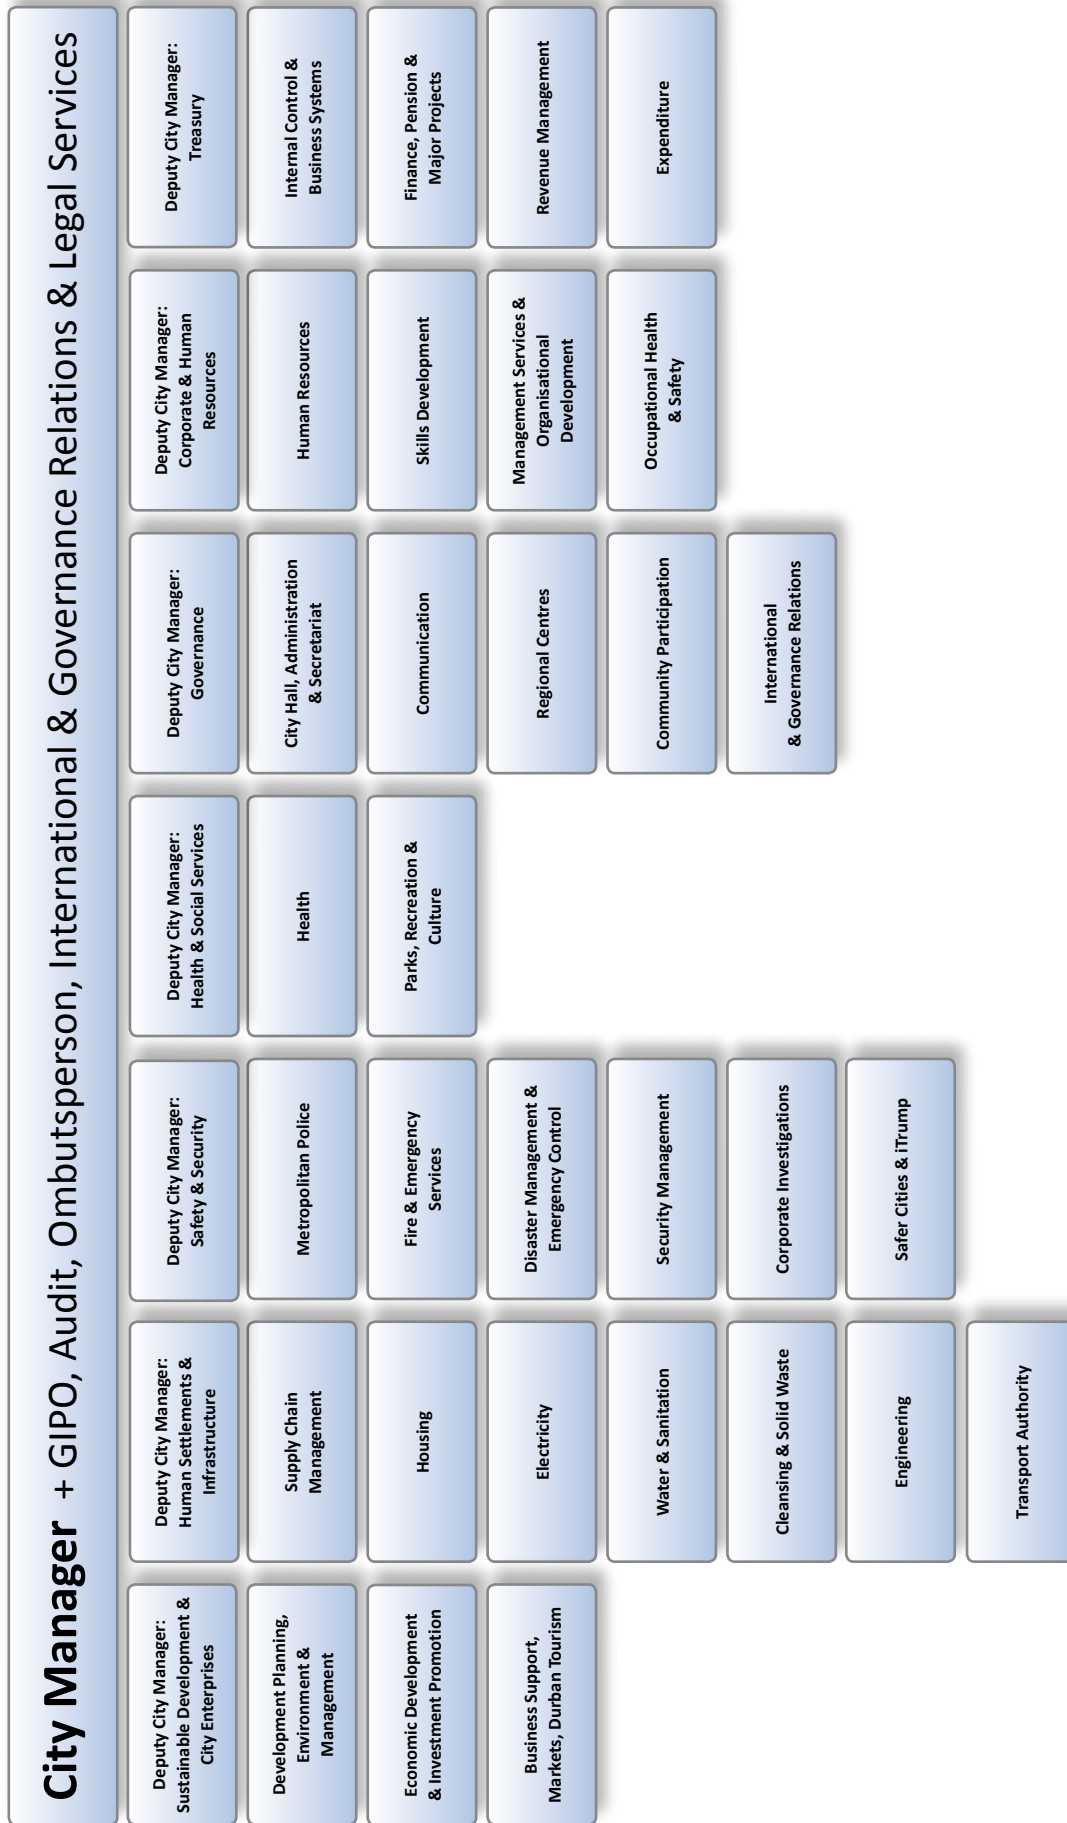 City Manager + GIPO, Audit, Ombutsperson, International & Governance Relations & Legal Services
Deputy City Manager:
Sustainable Development &
City Enterprises
Development Planning,
Environment &
Management
Economic Development
& Investment Promotion
Business Support,
Markets, Durban Tourism
Deputy City Manager:
Human Settlements &
Infrastructure
Supply Chain
Management
Housing
Electricity
Water & Sanitation
Cleansing & Solid Waste
Engineering
Transport Authority
Deputy City Manager:
Safety & Security
Metropolitan Police
Fire & Emergency
Services
Disaster Management &
Emergency Control
Security Management
Corporate Investigations
Safer Cities & iTrump
Deputy City Manager:
Health & Social Services
Health
Parks, Recreation &
Culture
Deputy City Manager:
Governance
City Hall, Administration
& Secretariat
Communication
Regional Centres
Community Participation
International
& Governance Relations
Deputy City Manager:
Corporate & Human
Resources
Human Resources
Skills Development
Management Services &
Organisational
Development
Occupational Health
& Safety
Deputy City Manager:
Treasury
Internal Control &
Business Systems
Finance, Pension &
Major Projects
Revenue Management
Expenditure